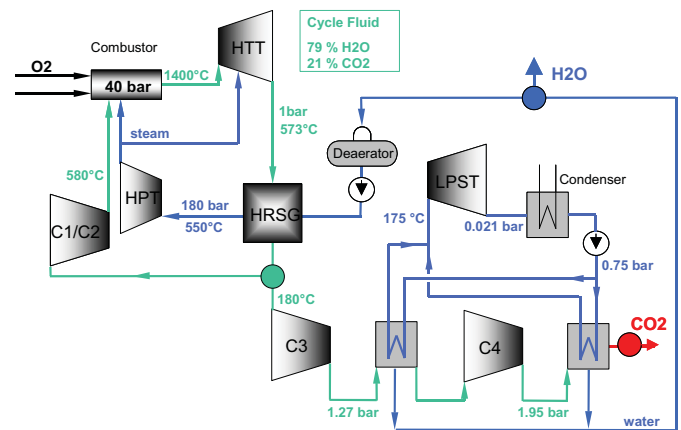 Cycle Fluid
79 % H2O
21 % CO2
Combustor
HTT
O2
40 bar
1400°C
H2O
steam
1bar
573°C
Deaerator
580°C
HPT
LPST
Condenser
180 bar
550°C
HRSG
175 °C
0.021 bar
C1/C2
0.75 bar
180°C
C3
C4
CO2
1.27 bar
1.95 bar
water